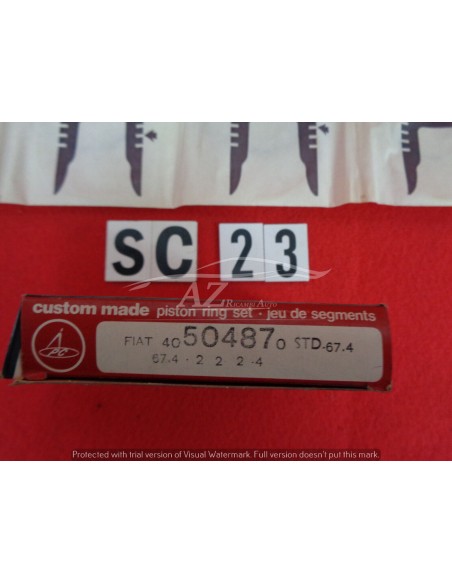 SC 23
AZ RICAMBI AUTO
custom made piston ring set · jeu de segments
PC
FIAT 40 50487 0 STD-67.4
67.4 · 2 2 2 ·4
Protected with trial version of Visual Watermark. Full version doesn't put this mark.